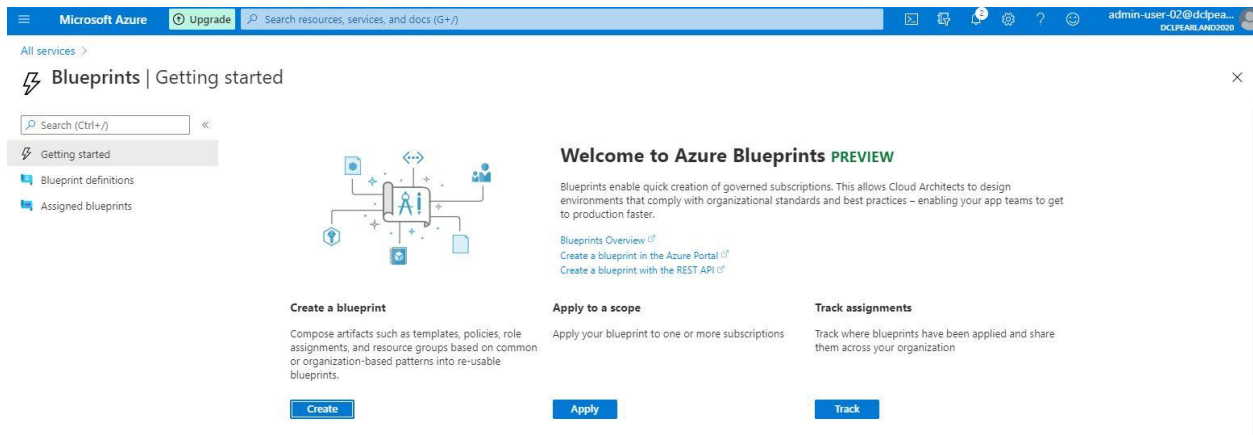 Microsoft Azure
Upgrade
Search resources, services, and docs (G+/)
2
admin-user-02@dclpea...
DCLPEARLAND2020
All services >
Blueprints | Getting started
Search (Ctrl+/)
Getting started
Blueprint definitions
Assigned blueprints
Welcome to Azure Blueprints PREVIEW
Blueprints enable quick creation of governed subscriptions. This allows Cloud Architects to design
environments that comply with organizational standards and best practices – enabling your app teams to get
to production faster.
Blueprints Overview
Create a blueprint in the Azure Portal
Create a blueprint with the REST API
Create a blueprint
Compose artifacts such as templates, policies, role
assignments, and resource groups based on common
or organization-based patterns into re-usable
blueprints.
Create
Apply to a scope
Apply your blueprint to one or more subscriptions
Apply
Track assignments
Track where blueprints have been applied and share
them across your organization
Track